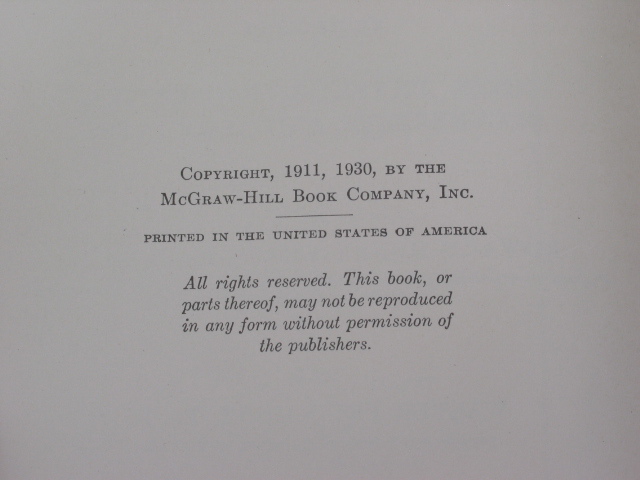 Copyright, 1911, 1930, by the
McGraw-Hill Book Company, Inc.
PRINTED IN THE UNITED STATES OF AMERICA
All rights reserved. This book, or
parts thereof, may not be reproduced
in any form without permission of
the publishers.